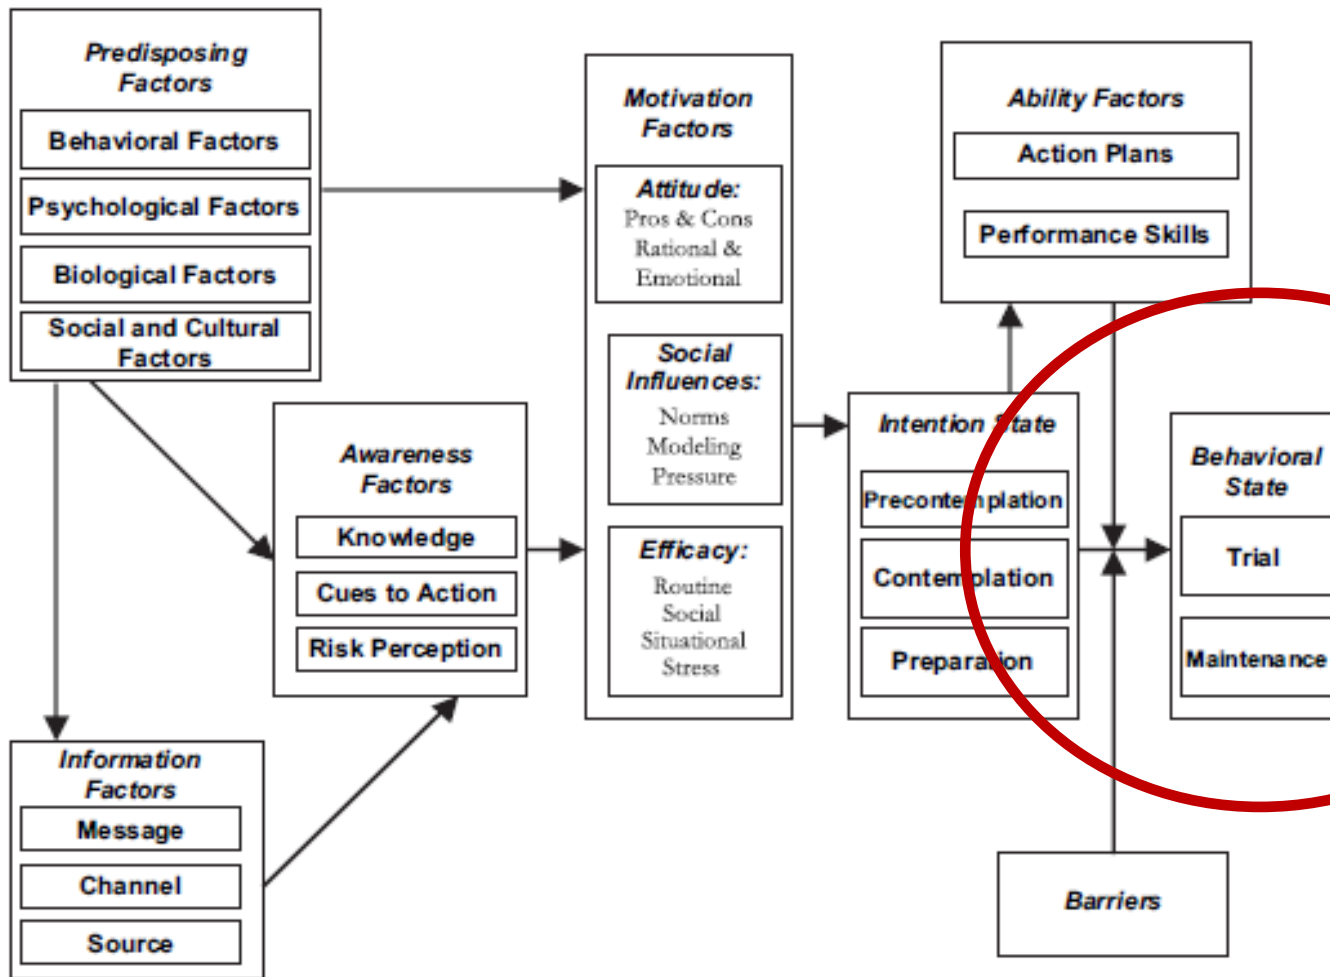 Predisposing
Factors
Behavioral Factors
Psychological Factors
Biological Factors
Social and Cultural
Factors
Information
Factors
Message
Channel
Source
Awareness
Factors
Knowledge
Cues to Action
Risk Perception
Motivation
Factors
Attitude:
Pros & Cons
Rational &
Emotional
Social
Influences:
Norms
Modeling
Pressure
Efficacy:
Routine
Social
Situational
Stress
Intention State
Precontemplation
Contemplation
Preparation
Ability Factors
Action Plans
Performance Skills
Barriers
Behavioral
State
Trial
Maintenance